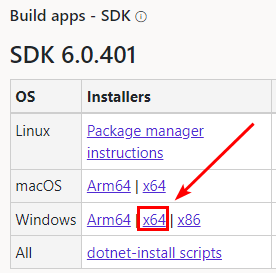 Build apps - SDK
SDK 6.0.401
OS Installers
Linux Package manager
instructions
macOS Arm64 | x64
Windows Arm64 | x64 | x86
All dotnet-install scripts